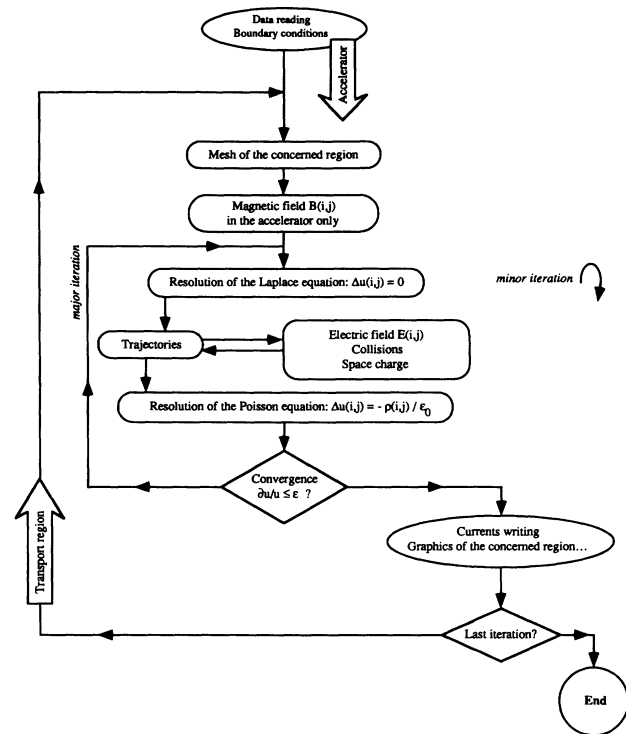 Data reading
Boundary conditions
Accelerator
Mesh of the concerned region
Magnetic field B(i,j)
in the accelerator only
major iteration
Resolution of the Laplace equation: Δu(i,j) = 0
minor iteration
Trajectories
Electric field E(i,j)
Collisions
Space charge
Resolution of the Poisson equation: Δu(i,j) = - ρ(i,j) / ε₀
Convergence
∂u/u ≤ ε ?
Transport region
Currents writing
Graphics of the concerned region...
Last iteration?
End